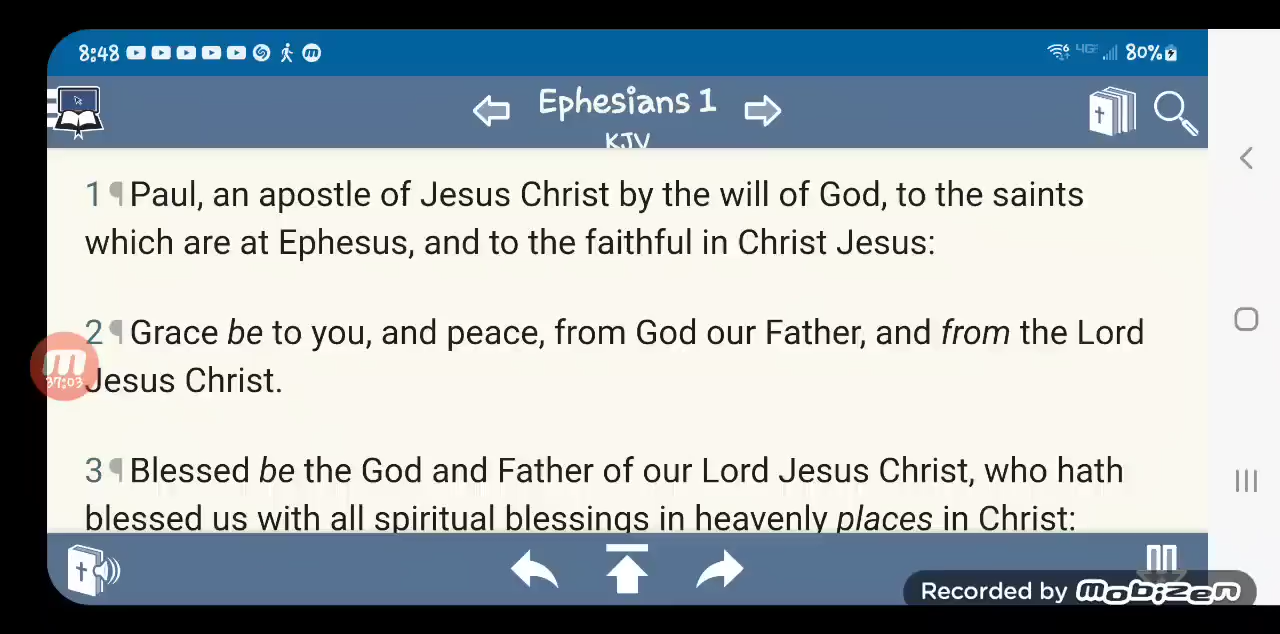 8:48 4G 80%
Ephesians 1
KJV
1 ¶ Paul, an apostle of Jesus Christ by the will of God, to the saints
which are at Ephesus, and to the faithful in Christ Jesus:
2 ¶ Grace be to you, and peace, from God our Father, and from the Lord
37:03 Jesus Christ.
3 ¶ Blessed be the God and Father of our Lord Jesus Christ, who hath
blessed us with all spiritual blessings in heavenly places in Christ:
Recorded by Mobizen